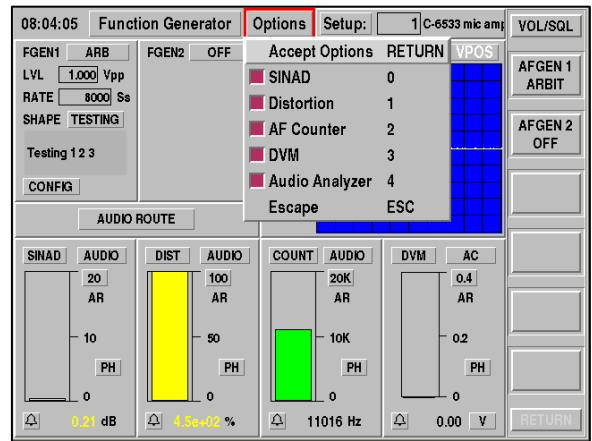 08:04:05 Function Generator Options Setup: 1 C-6533 mic amp VOL/SQL
FGEN1 ARB FGEN2 OFF Accept Options RETURN VPOS
LVL 1.000 Vpp SINAD 0 AFGEN 1 ARBIT
RATE 8000 Ss Distortion 1
SHAPE TESTING AF Counter 2 AFGEN 2 OFF
Testing 1 2 3 DVM 3
CONFIG Audio Analyzer 4
Escape ESC
AUDIO ROUTE
SINAD AUDIO DIST AUDIO COUNT AUDIO DVM AC
20 100 20K 0.4
AR AR AR AR
10 50 10K 0.2
PH PH PH PH
0 0 0 0
0.21 dB 4.5e+02 % 11016 Hz 0.00 V RETURN